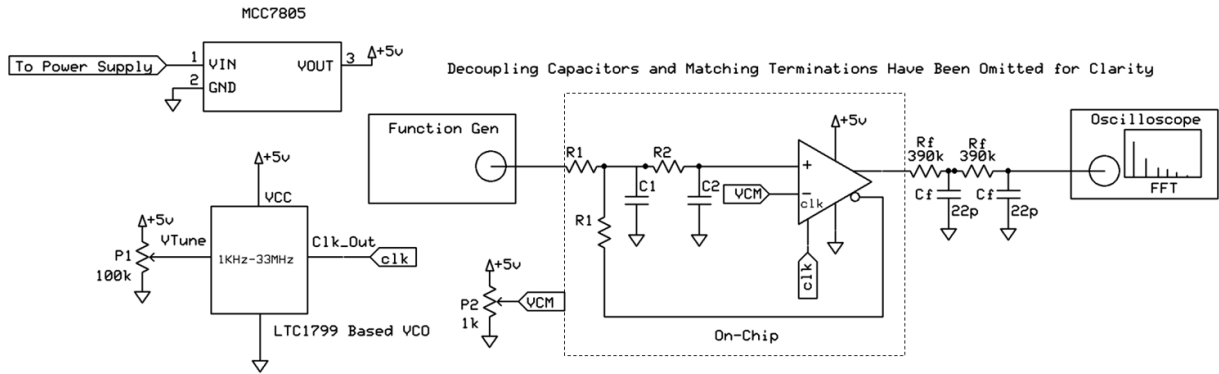 MCC7805
To Power Supply
1
VIN
2
GND
VOUT
3
+5v
Decoupling Capacitors and Matching Terminations Have Been Omitted for Clarity
Function Gen
R1
R2
C1
C2
R1
VCM
+
-
clk
+5v
clk
On-Chip
Rf
390k
Rf
390k
Cf
22p
Cf
22p
Oscilloscope
FFT
+5v
VCC
+5v
P1
100k
VTune
1KHz-33MHz
Clk_Out
clk
LTC1799 Based VCO
+5v
P2
1k
VCM